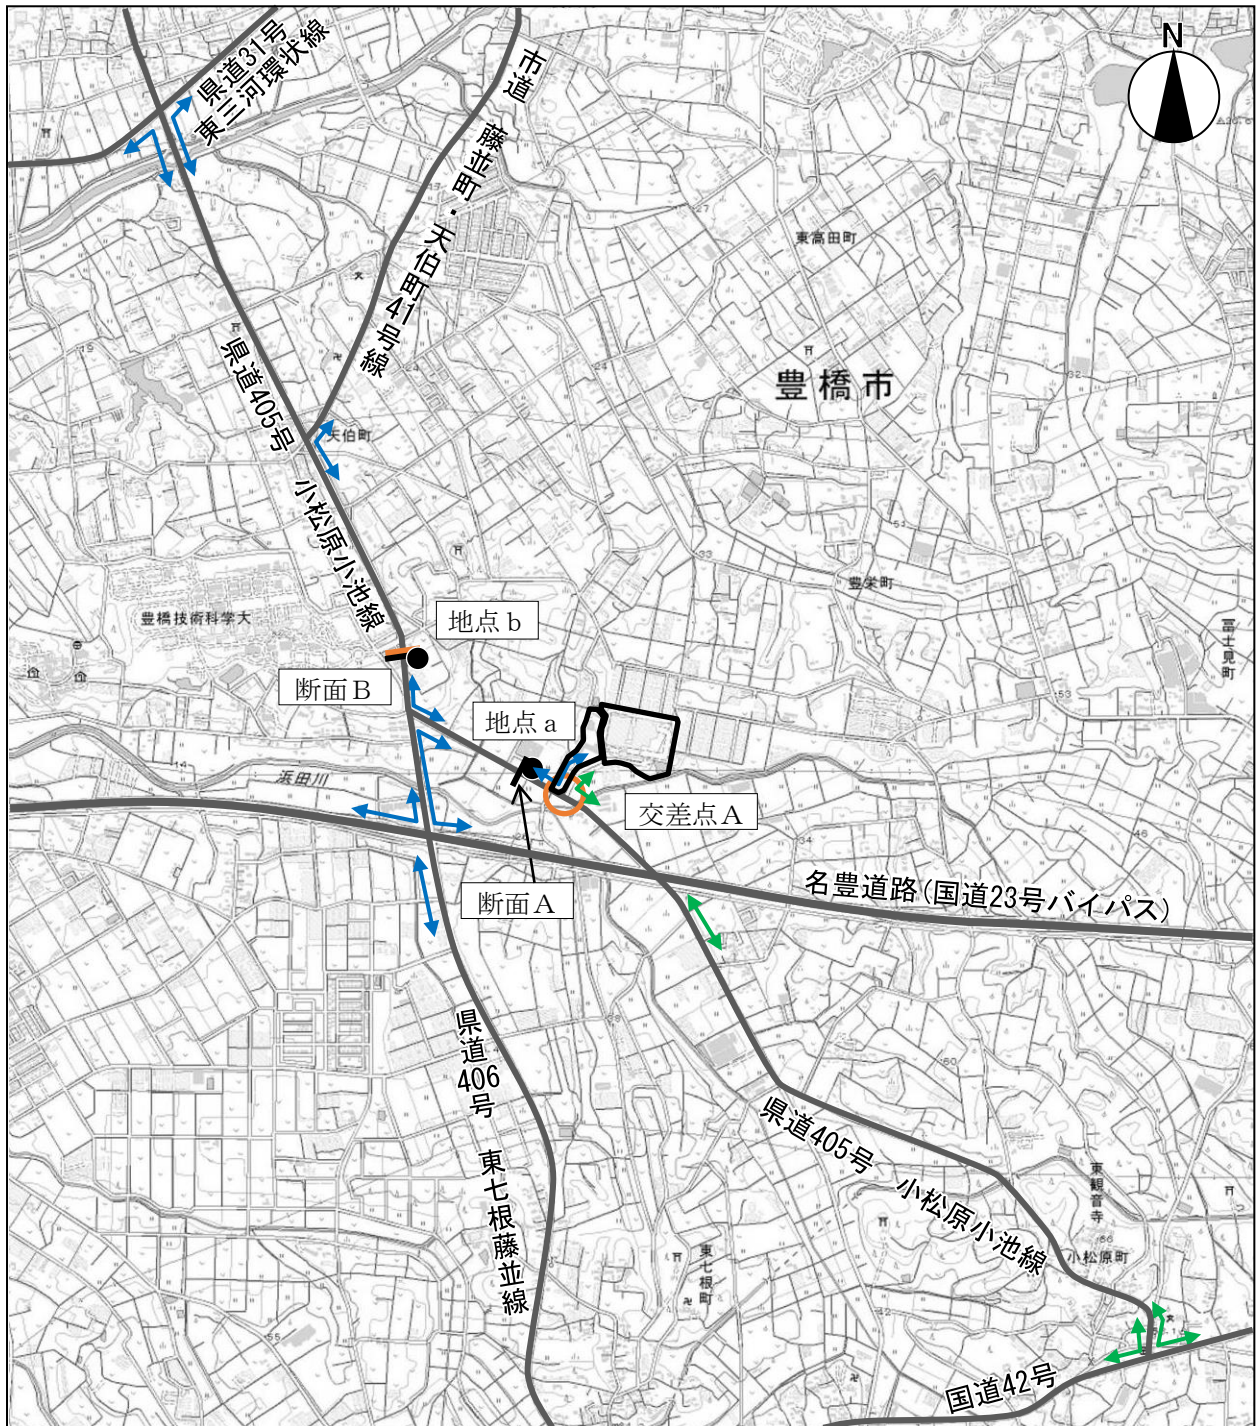 N
県道31号
東三河環状線
市道 藤並町・天伯町41号線
東高田町
豊橋市
県道405号 小松原小池線
天伯町
豊橋技術科学大
豊栄町
富士見町
地点b
断面B
地点a
浜田川
交差点A
断面A
名豊道路(国道23号バイパス)
県道406号 東七根藤並線
県道405号 小松原小池線
東観音寺
小松原町
東七根町
国道42号